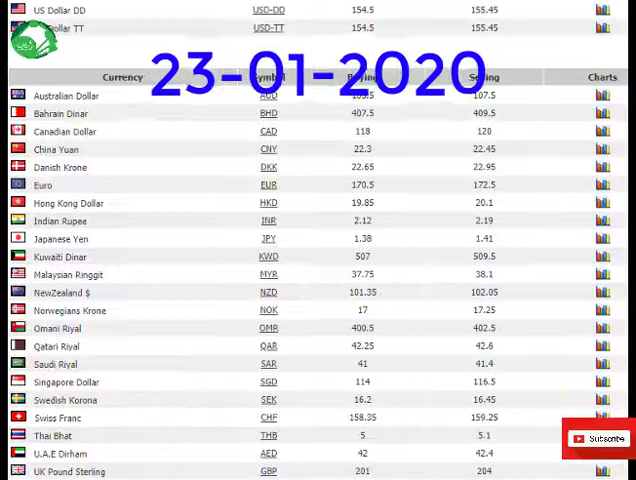 US Dollar DD USD-DD 154.5 155.45
Dollar TT USD-TT 154.5 155.45
23-01-2020
Currency Symbol Buying Selling Charts
Australian Dollar AUD 107.5
Bahrain Dinar BHD 407.5 409.5
Canadian Dollar CAD 118 120
China Yuan CNY 22.3 22.45
Danish Krone DKK 22.65 22.95
Euro EUR 170.5 172.5
Hong Kong Dollar HKD 19.85 20.1
Indian Rupee INR 2.12 2.19
Japanese Yen JPY 1.38 1.41
Kuwaiti Dinar KWD 507 509.5
Malaysian Ringgit MYR 37.75 38.1
NewZealand $ NZD 101.35 102.05
Norwegians Krone NOK 17 17.25
Omani Riyal OMR 400.5 402.5
Qatari Riyal QAR 42.25 42.6
Saudi Riyal SAR 41 41.4
Singapore Dollar SGD 114 116.5
Swedish Korona SEK 16.2 16.45
Swiss Franc CHF 158.35 159.25
Subscribe
Thai Bhat THB 5 5.1
U.A.E Dirham AED 42 42.4
UK Pound Sterling GBP 201 204